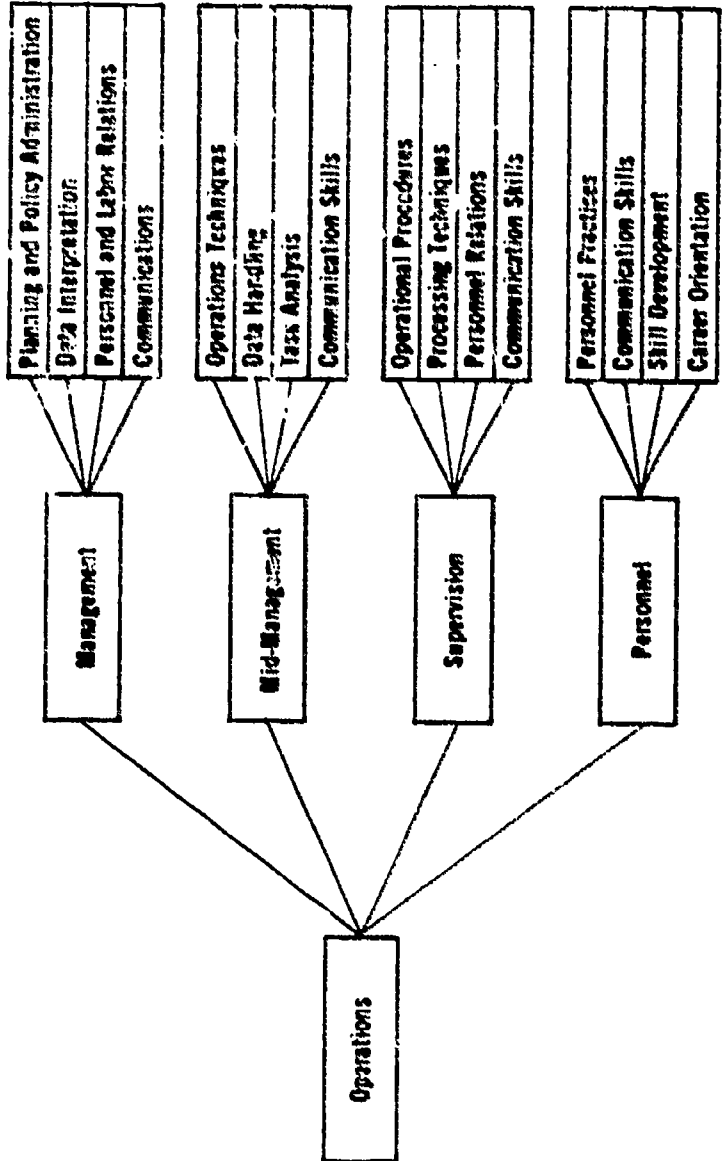 Operations
Management
Planning and Policy Administration
Data Interpretation
Personnel and Labor Relations
Communications
Mid-Management
Operations Techniques
Data Handling
Task Analysis
Communication Skills
Supervision
Operational Procedures
Processing Techniques
Personnel Relations
Communication Skills
Personnel
Personnel Practices
Communication Skills
Skill Development
Career Orientation